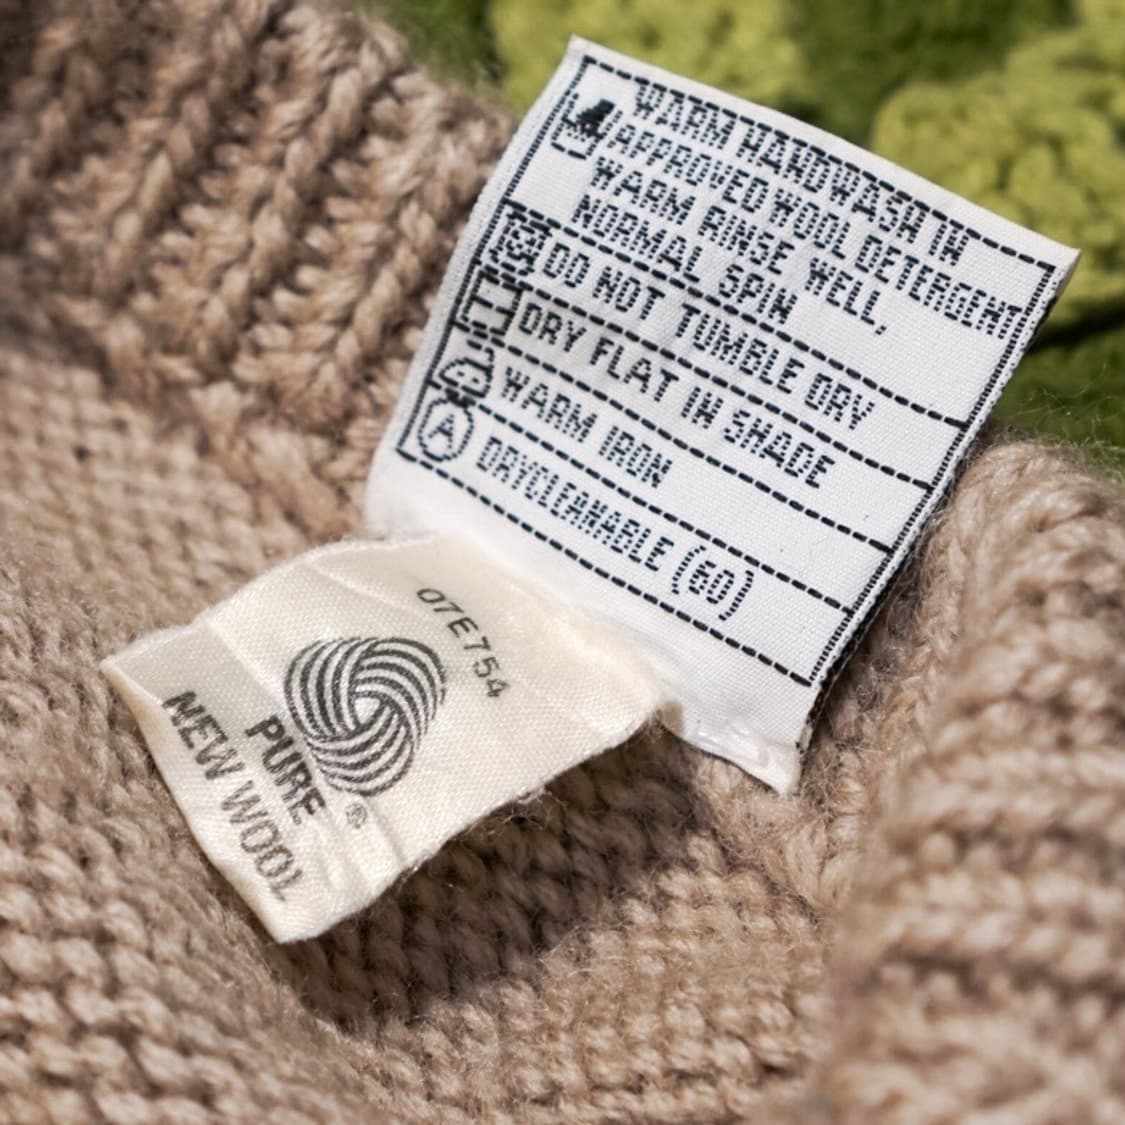 WARM HANDWASH IN
APPROVED WOOL DETERGENT
WARM RINSE WELL,
NORMAL SPIN
DO NOT TUMBLE DRY
DRY FLAT IN SHADE
WARM IRON
A DRYCLEANABLE (60)
07E754
PURE
NEW WOOL
®